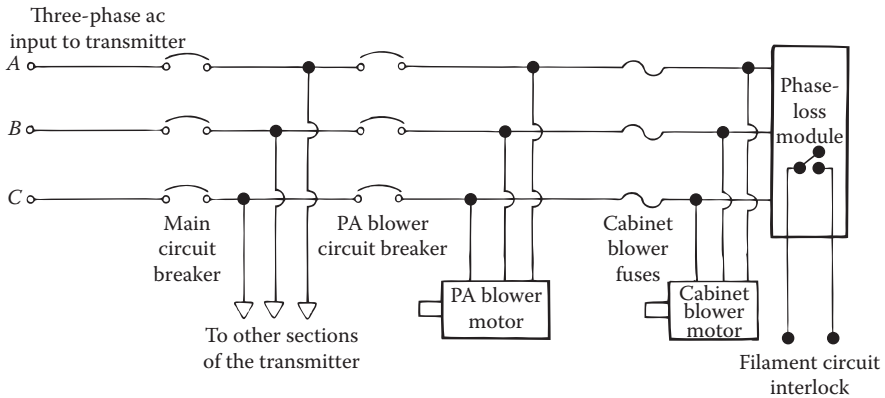 Three-phase ac
input to transmitter
A
B
C
Phase-
loss
module
Main
circuit
breaker
PA blower
circuit breaker
Cabinet
blower
fuses
PA blower
motor
Cabinet
blower
motor
To other sections
of the transmitter
Filament circuit
interlock